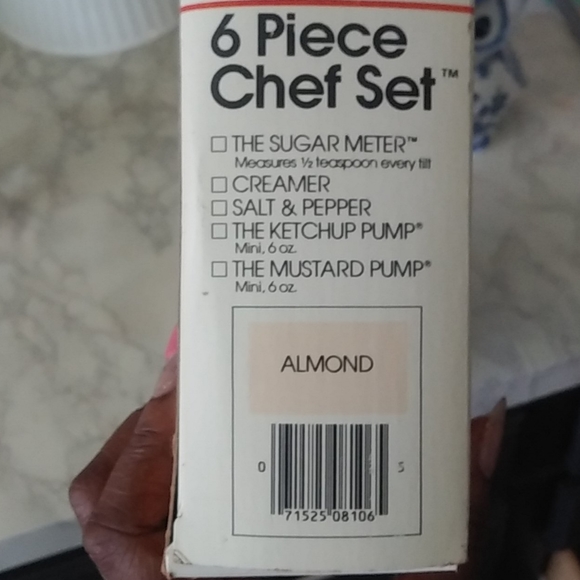 6 Piece
Chef Set™
☐ THE SUGAR METER™
Measures ½ teaspoon every tilt
☐ CREAMER
☐ SALT & PEPPER
☐ THE KETCHUP PUMP®
Mini, 6 oz.
☐ THE MUSTARD PUMP®
Mini, 6 oz.
ALMOND
0 71525 08106 5